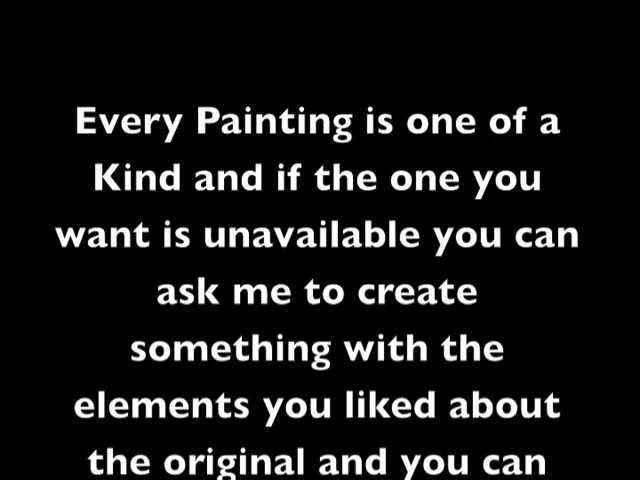 Every Painting is one of a
Kind and if the one you
want is unavailable you can
ask me to create
something with the
elements you liked about
the original and you can